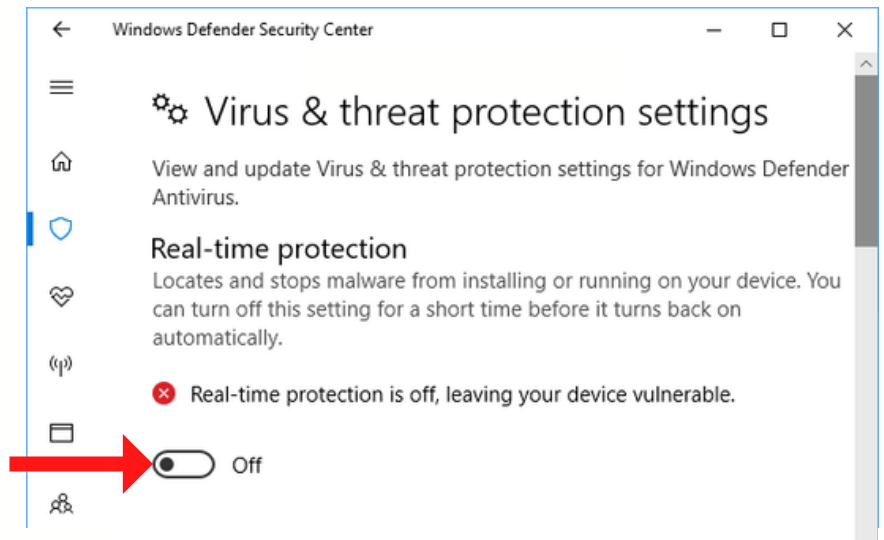 Windows Defender Security Center
Virus & threat protection settings
View and update Virus & threat protection settings for Windows Defender
Antivirus.
Real-time protection
Locates and stops malware from installing or running on your device. You
can turn off this setting for a short time before it turns back on
automatically.
Real-time protection is off, leaving your device vulnerable.
Off